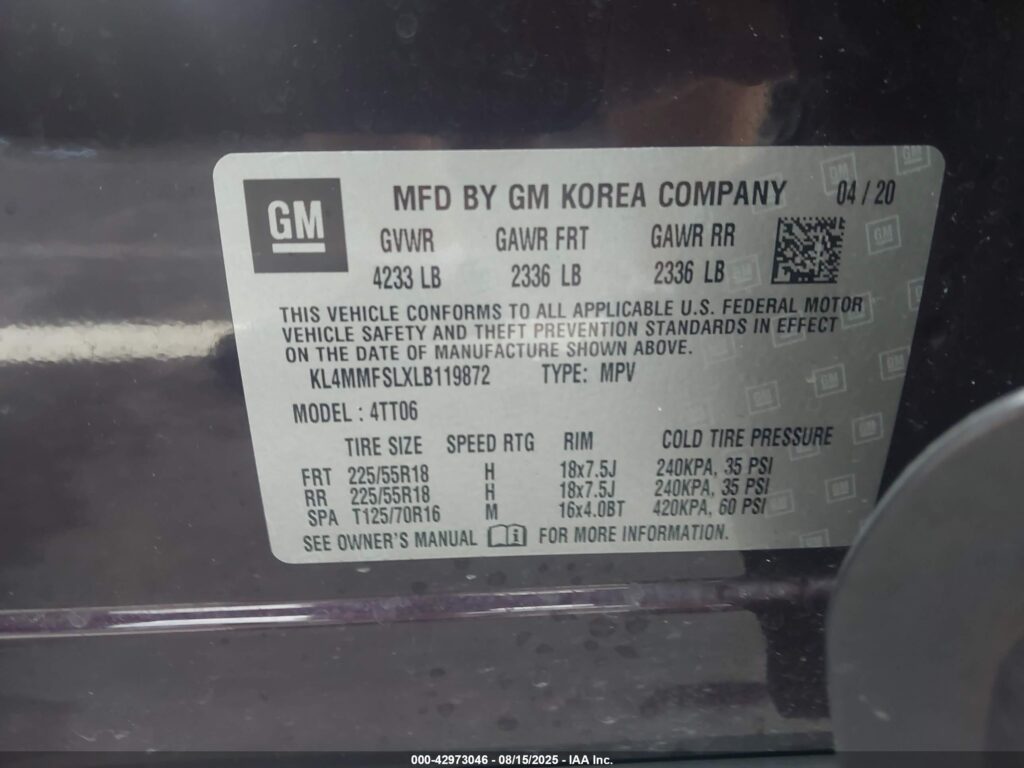 GM
MFD BY GM KOREA COMPANY 04 / 20
GVWR GAWR FRT GAWR RR
4233 LB 2336 LB 2336 LB
THIS VEHICLE CONFORMS TO ALL APPLICABLE U.S. FEDERAL MOTOR
VEHICLE SAFETY AND THEFT PREVENTION STANDARDS IN EFFECT
ON THE DATE OF MANUFACTURE SHOWN ABOVE.
KL4MMFSLXLB119872 TYPE: MPV
MODEL : 4TT06
TIRE SIZE SPEED RTG RIM COLD TIRE PRESSURE
FRT 225/55R18 H 18x7.5J 240KPA, 35 PSI
RR 225/55R18 H 18x7.5J 240KPA, 35 PSI
SPA T125/70R16 M 16x4.0BT 420KPA, 60 PSI
SEE OWNER'S MANUAL FOR MORE INFORMATION.
000-42973046 - 08/15/2025 - IAA Inc.